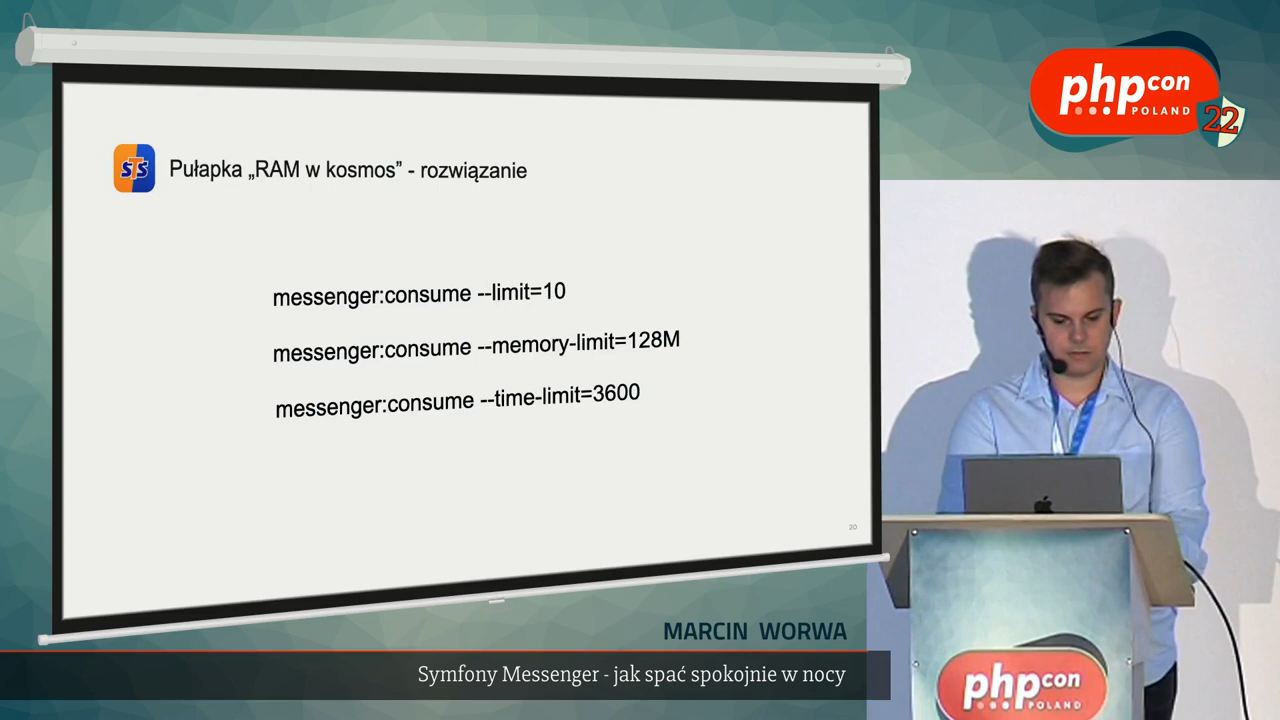 php con
POLAND
22
STS
Pułapka „RAM w kosmos” - rozwiązanie
messenger:consume --limit=10
messenger:consume --memory-limit=128M
messenger:consume --time-limit=3600
20
MARCIN WORWA
Symfony Messenger - jak spać spokojnie w nocy
php con
POLAND